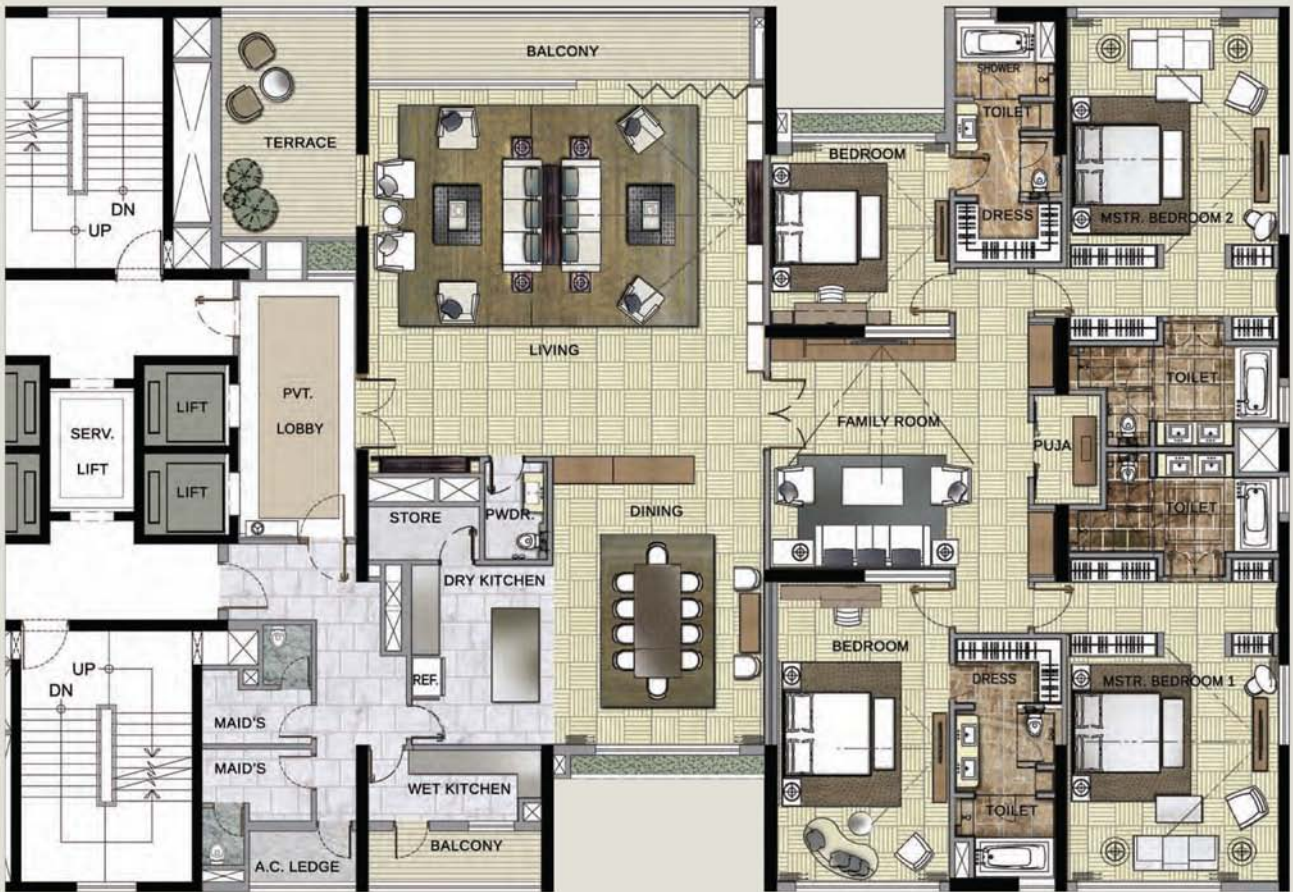 BALCONY
SHOWER
TOILET
TERRACE
BEDROOM
DN
UP
DRESS
MSTR. BEDROOM 2
TV.
LIVING
TOILET
PVT.
LOBBY
LIFT
SERV.
LIFT
FAMILY ROOM
PUJA
LIFT
STORE
PWDR.
DINING
TOILET
DRY KITCHEN
UP
DN
REF.
BEDROOM
DRESS
MSTR. BEDROOM 1
MAID'S
MAID'S
WET KITCHEN
TOILET
BALCONY
A.C. LEDGE